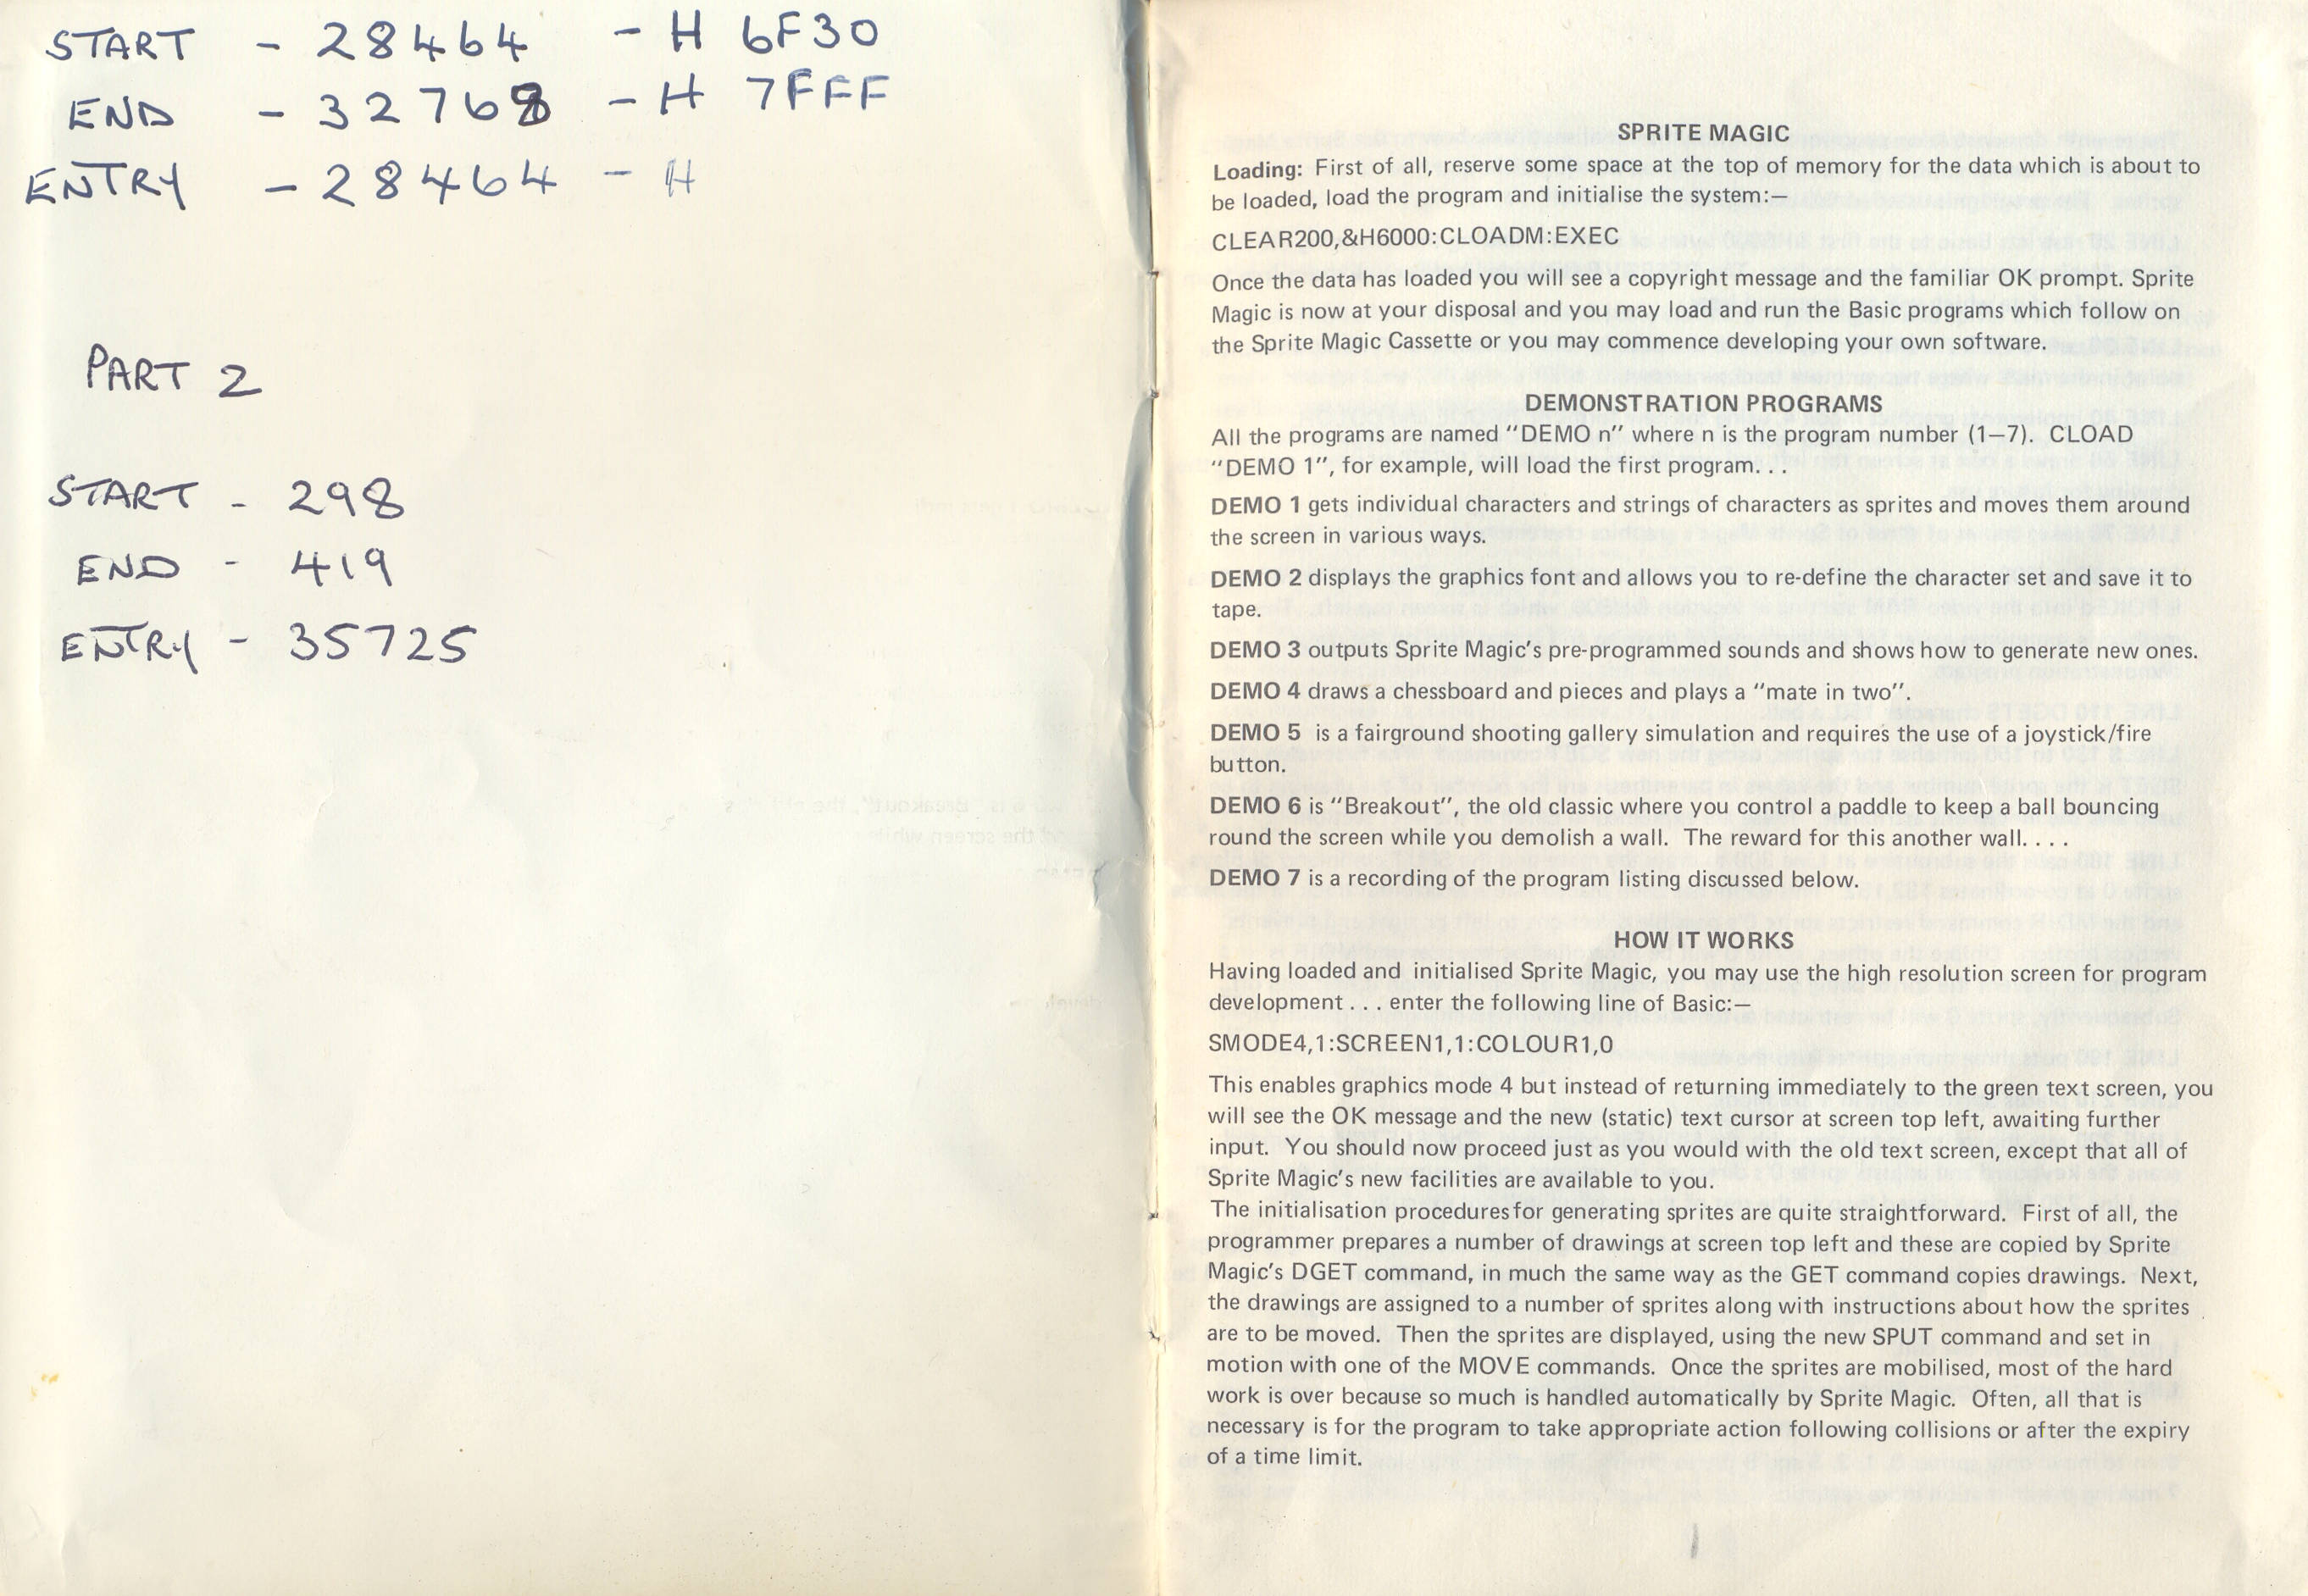 START - 28464 - H 6F30
END - 32768 - H 7FFF
ENTRY - 28464 - H
PART 2
START - 298
END - 419
ENTRY - 35725
SPRITE MAGIC
Loading: First of all, reserve some space at the top of memory for the data which is about to
be loaded, load the program and initialise the system:—
CLEAR200,&H6000:CLOADM:EXEC
Once the data has loaded you will see a copyright message and the familiar OK prompt. Sprite
Magic is now at your disposal and you may load and run the Basic programs which follow on
the Sprite Magic Cassette or you may commence developing your own software.
DEMONSTRATION PROGRAMS
All the programs are named "DEMO n" where n is the program number (1—7). CLOAD
"DEMO 1", for example, will load the first program. . .
DEMO 1 gets individual characters and strings of characters as sprites and moves them around
the screen in various ways.
DEMO 2 displays the graphics font and allows you to re-define the character set and save it to
tape.
DEMO 3 outputs Sprite Magic's pre-programmed sounds and shows how to generate new ones.
DEMO 4 draws a chessboard and pieces and plays a "mate in two".
DEMO 5 is a fairground shooting gallery simulation and requires the use of a joystick/fire
button.
DEMO 6 is "Breakout", the old classic where you control a paddle to keep a ball bouncing
round the screen while you demolish a wall. The reward for this another wall. . . .
DEMO 7 is a recording of the program listing discussed below.
HOW IT WORKS
Having loaded and initialised Sprite Magic, you may use the high resolution screen for program
development . . . enter the following line of Basic:—
SMODE4,1:SCREEN1,1:COLOUR1,0
This enables graphics mode 4 but instead of returning immediately to the green text screen, you
will see the OK message and the new (static) text cursor at screen top left, awaiting further
input. You should now proceed just as you would with the old text screen, except that all of
Sprite Magic's new facilities are available to you.
The initialisation procedures for generating sprites are quite straightforward. First of all, the
programmer prepares a number of drawings at screen top left and these are copied by Sprite
Magic's DGET command, in much the same way as the GET command copies drawings. Next,
the drawings are assigned to a number of sprites along with instructions about how the sprites
are to be moved. Then the sprites are displayed, using the new SPUT command and set in
motion with one of the MOVE commands. Once the sprites are mobilised, most of the hard
work is over because so much is handled automatically by Sprite Magic. Often, all that is
necessary is for the program to take appropriate action following collisions or after the expiry
of a time limit.